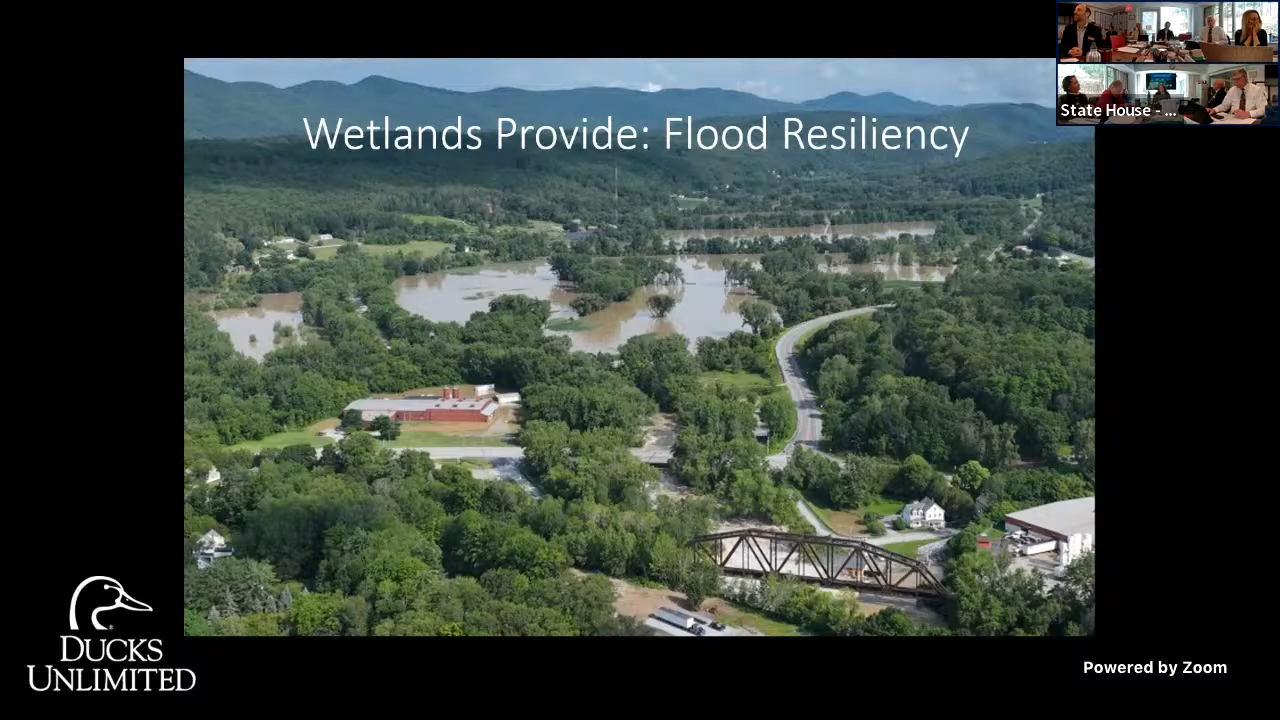 State House - ...
Wetlands Provide: Flood Resiliency
DUCKS
UNLIMITED
Powered by Zoom